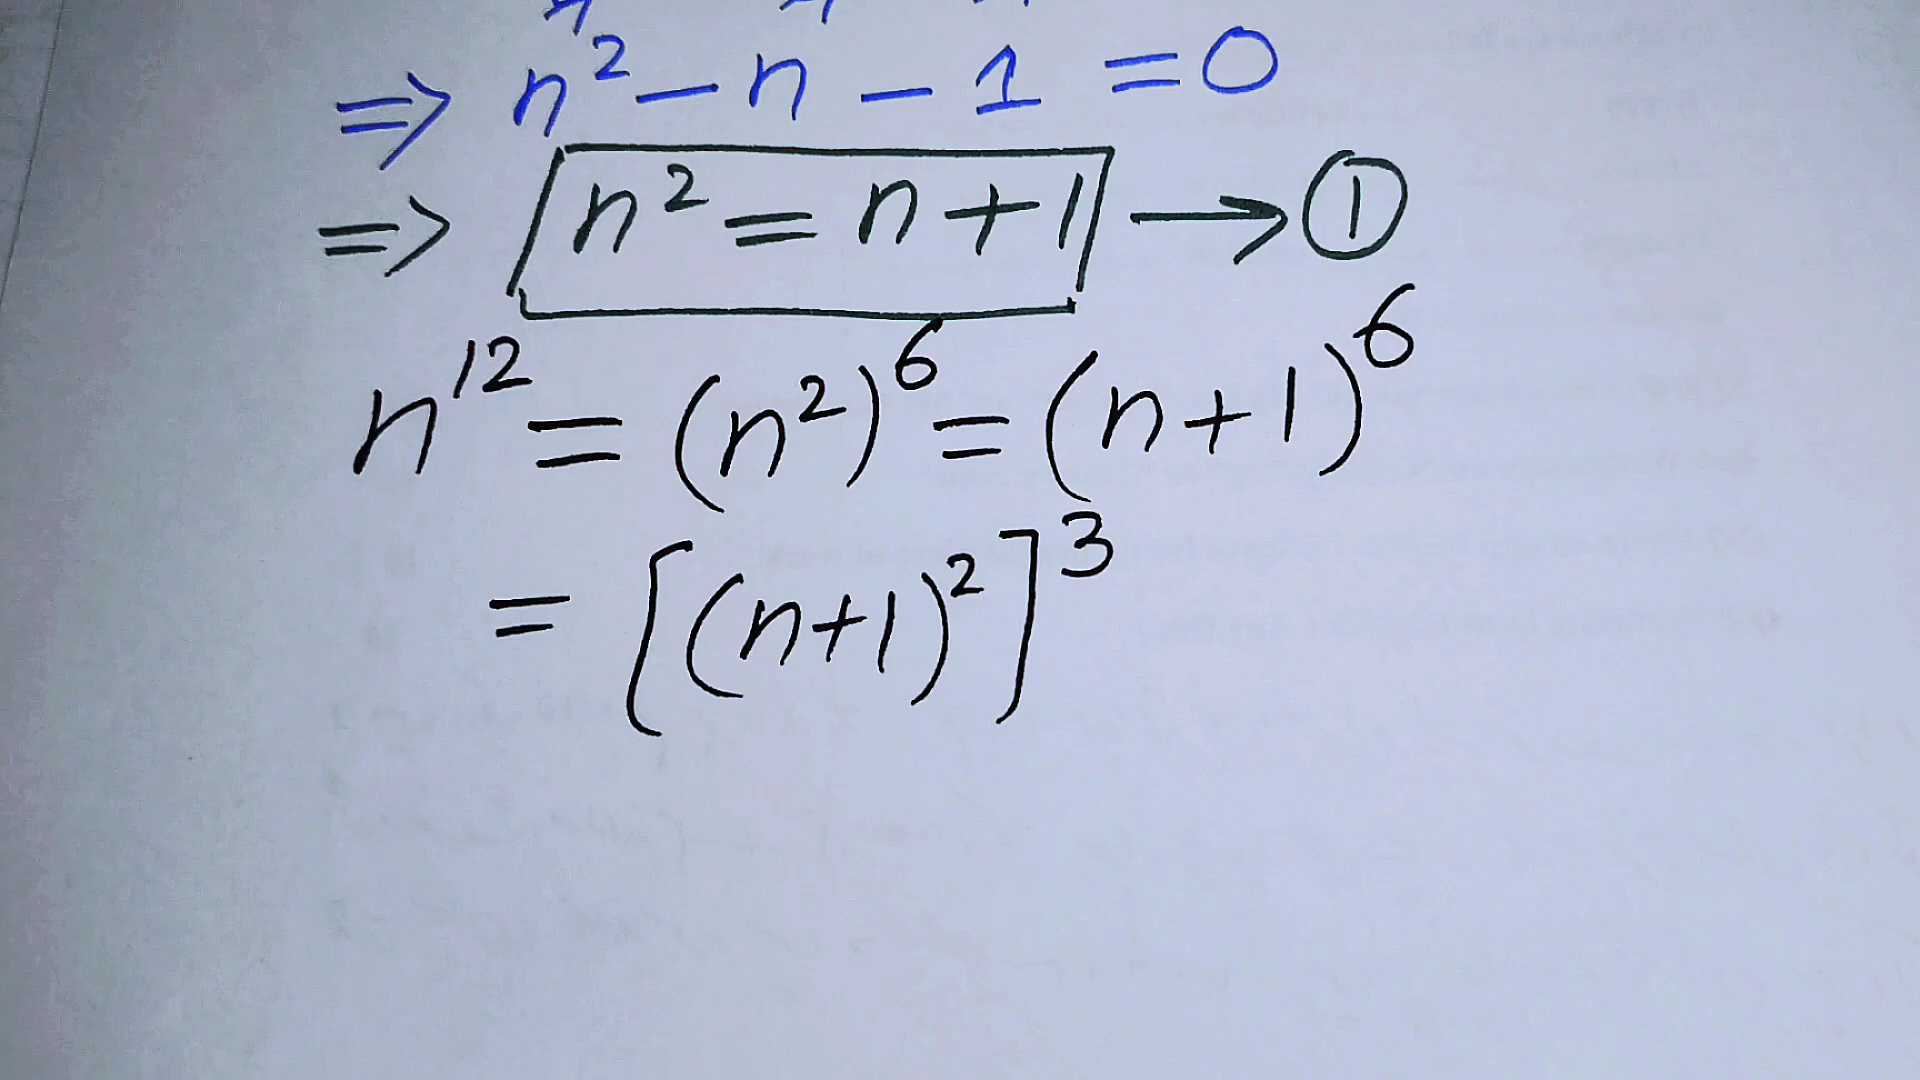 ⇒ n² - n - 1 = 0
⇒ n² = n + 1 → ①
n¹² = (n²)⁶ = (n+1)⁶
= [(n+1)²]³